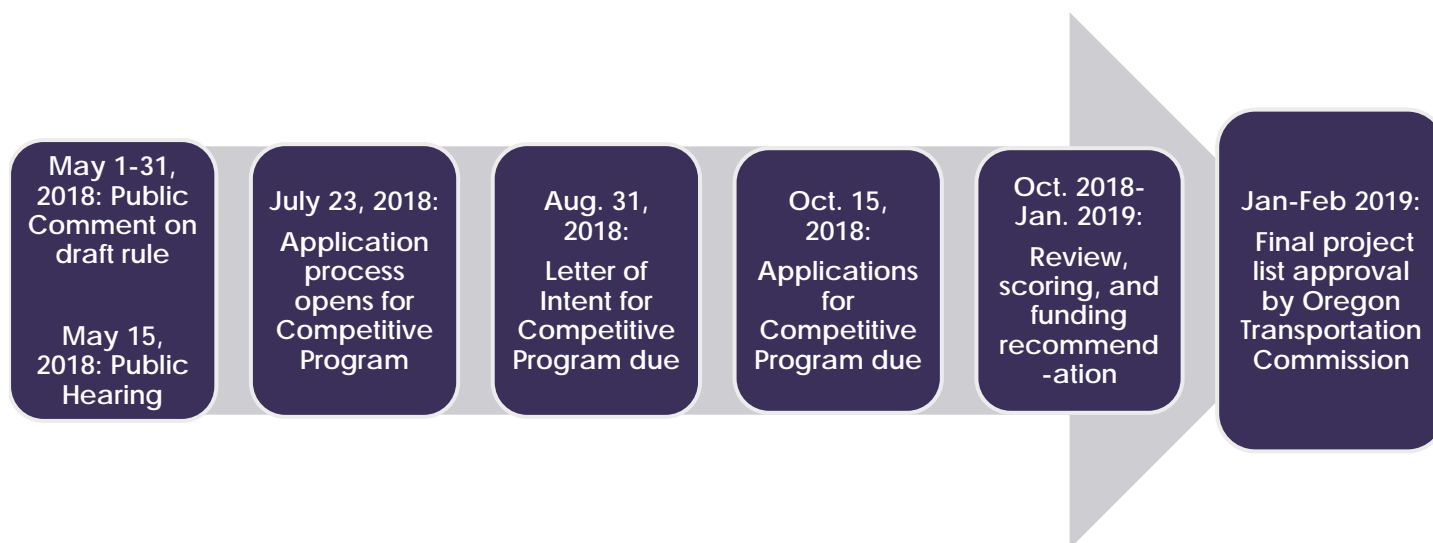 May 1-31,
2018: Public
Comment on
draft rule
May 15,
2018: Public
Hearing
July 23, 2018:
Application
process
opens for
Competitive
Program
Aug. 31,
2018:
Letter of
Intent for
Competitive
Program due
Oct. 15,
2018:
Applications
for
Competitive
Program due
Oct. 2018-
Jan. 2019:
Review,
scoring, and
funding
recommend
-ation
Jan-Feb 2019:
Final project
list approval
by Oregon
Transportation
Commission